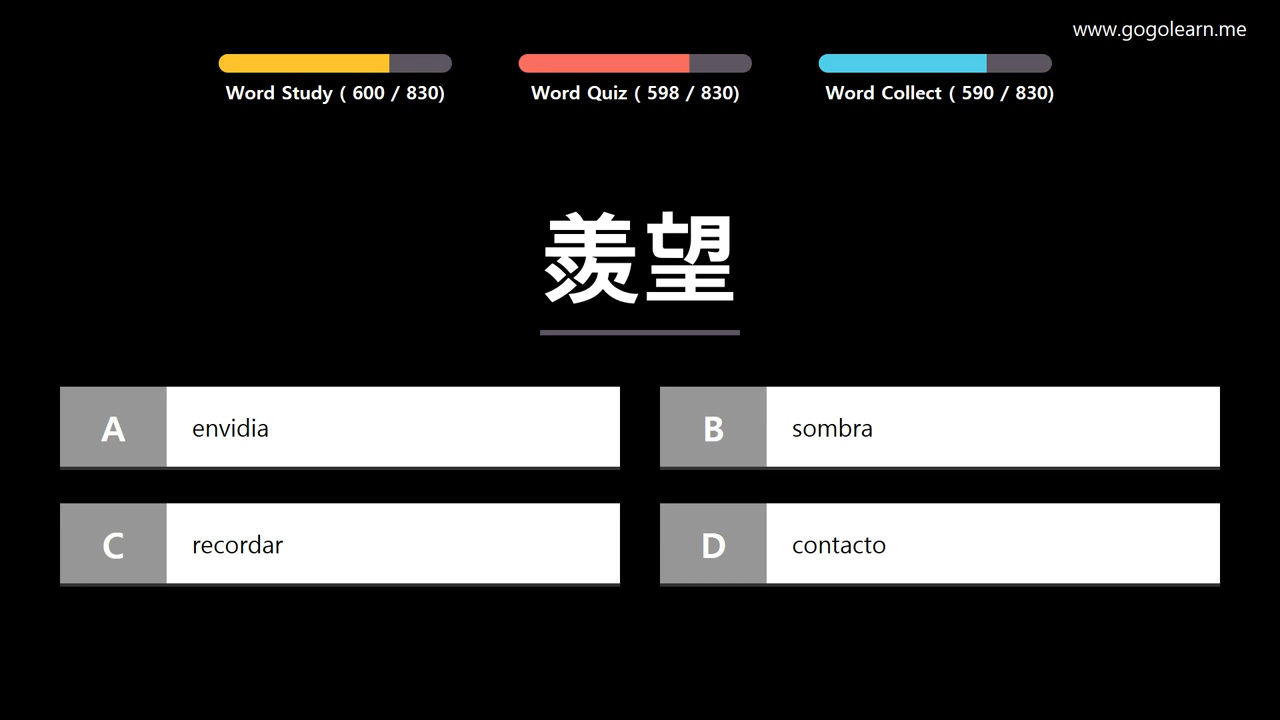 www.gogolearn.me
Word Study ( 600 / 830)
Word Quiz ( 598 / 830)
Word Collect ( 590 / 830)
羨望
A envidia
B sombra
C recordar
D contacto